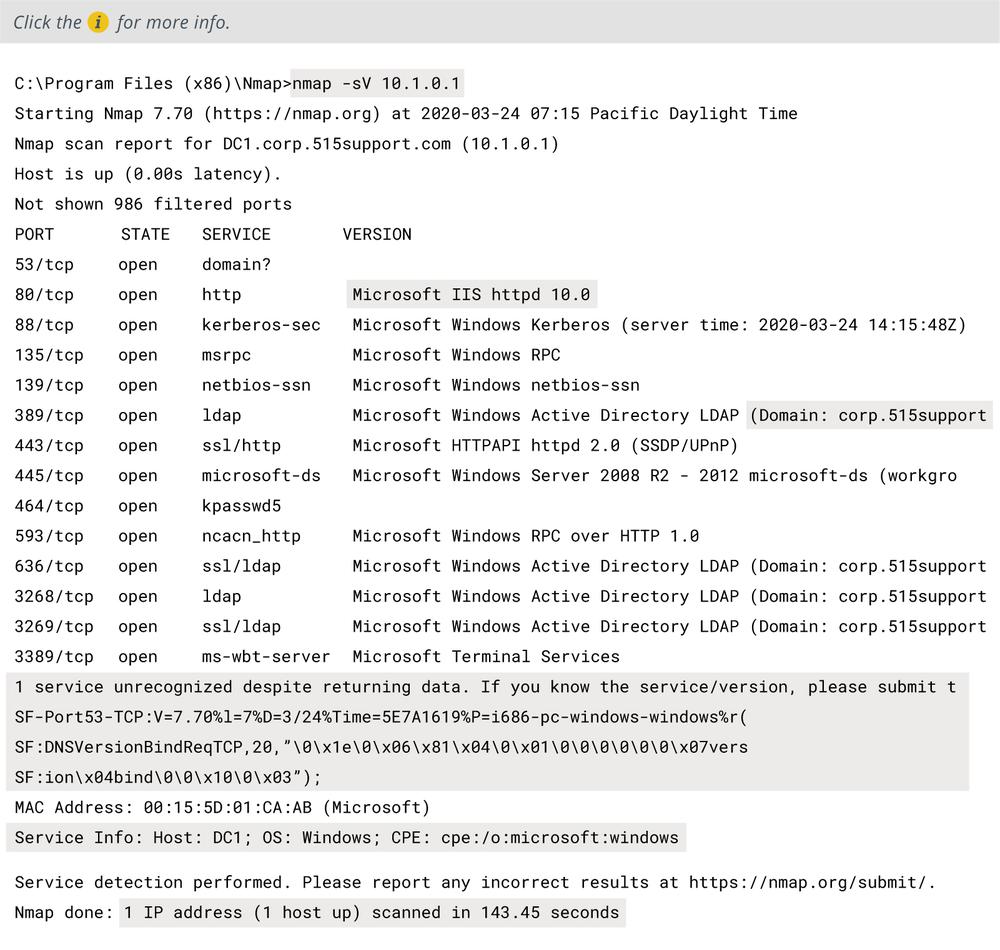 Click the i for more info.
C:\Program Files (x86)\Nmap>nmap -sV 10.1.0.1
Starting Nmap 7.70 (https://nmap.org) at 2020-03-24 07:15 Pacific Daylight Time
Nmap scan report for DC1.corp.515support.com (10.1.0.1)
Host is up (0.00s latency).
Not shown 986 filtered ports
PORT STATE SERVICE VERSION
53/tcp open domain?
80/tcp open http Microsoft IIS httpd 10.0
88/tcp open kerberos-sec Microsoft Windows Kerberos (server time: 2020-03-24 14:15:48Z)
135/tcp open msrpc Microsoft Windows RPC
139/tcp open netbios-ssn Microsoft Windows netbios-ssn
389/tcp open ldap Microsoft Windows Active Directory LDAP (Domain: corp.515support
443/tcp open ssl/http Microsoft HTTPAPI httpd 2.0 (SSDP/UPnP)
445/tcp open microsoft-ds Microsoft Windows Server 2008 R2 - 2012 microsoft-ds (workgro
464/tcp open kpasswd5
593/tcp open ncacn_http Microsoft Windows RPC over HTTP 1.0
636/tcp open ssl/ldap Microsoft Windows Active Directory LDAP (Domain: corp.515support
3268/tcp open ldap Microsoft Windows Active Directory LDAP (Domain: corp.515support
3269/tcp open ssl/ldap Microsoft Windows Active Directory LDAP (Domain: corp.515support
3389/tcp open ms-wbt-server Microsoft Terminal Services
1 service unrecognized despite returning data. If you know the service/version, please submit t
SF-Port53-TCP:V=7.70%l=7%D=3/24%Time=5E7A1619%P=i686-pc-windows-windows%r(
SF:DNSVersionBindReqTCP,20,”\0\x1e\0\x06\x81\x04\0\x01\0\0\0\0\0\0\x07vers
SF:ion\x04bind\0\0\x10\0\x03”);
MAC Address: 00:15:5D:01:CA:AB (Microsoft)
Service Info: Host: DC1; OS: Windows; CPE: cpe:/o:microsoft:windows
Service detection performed. Please report any incorrect results at https://nmap.org/submit/.
Nmap done: 1 IP address (1 host up) scanned in 143.45 seconds